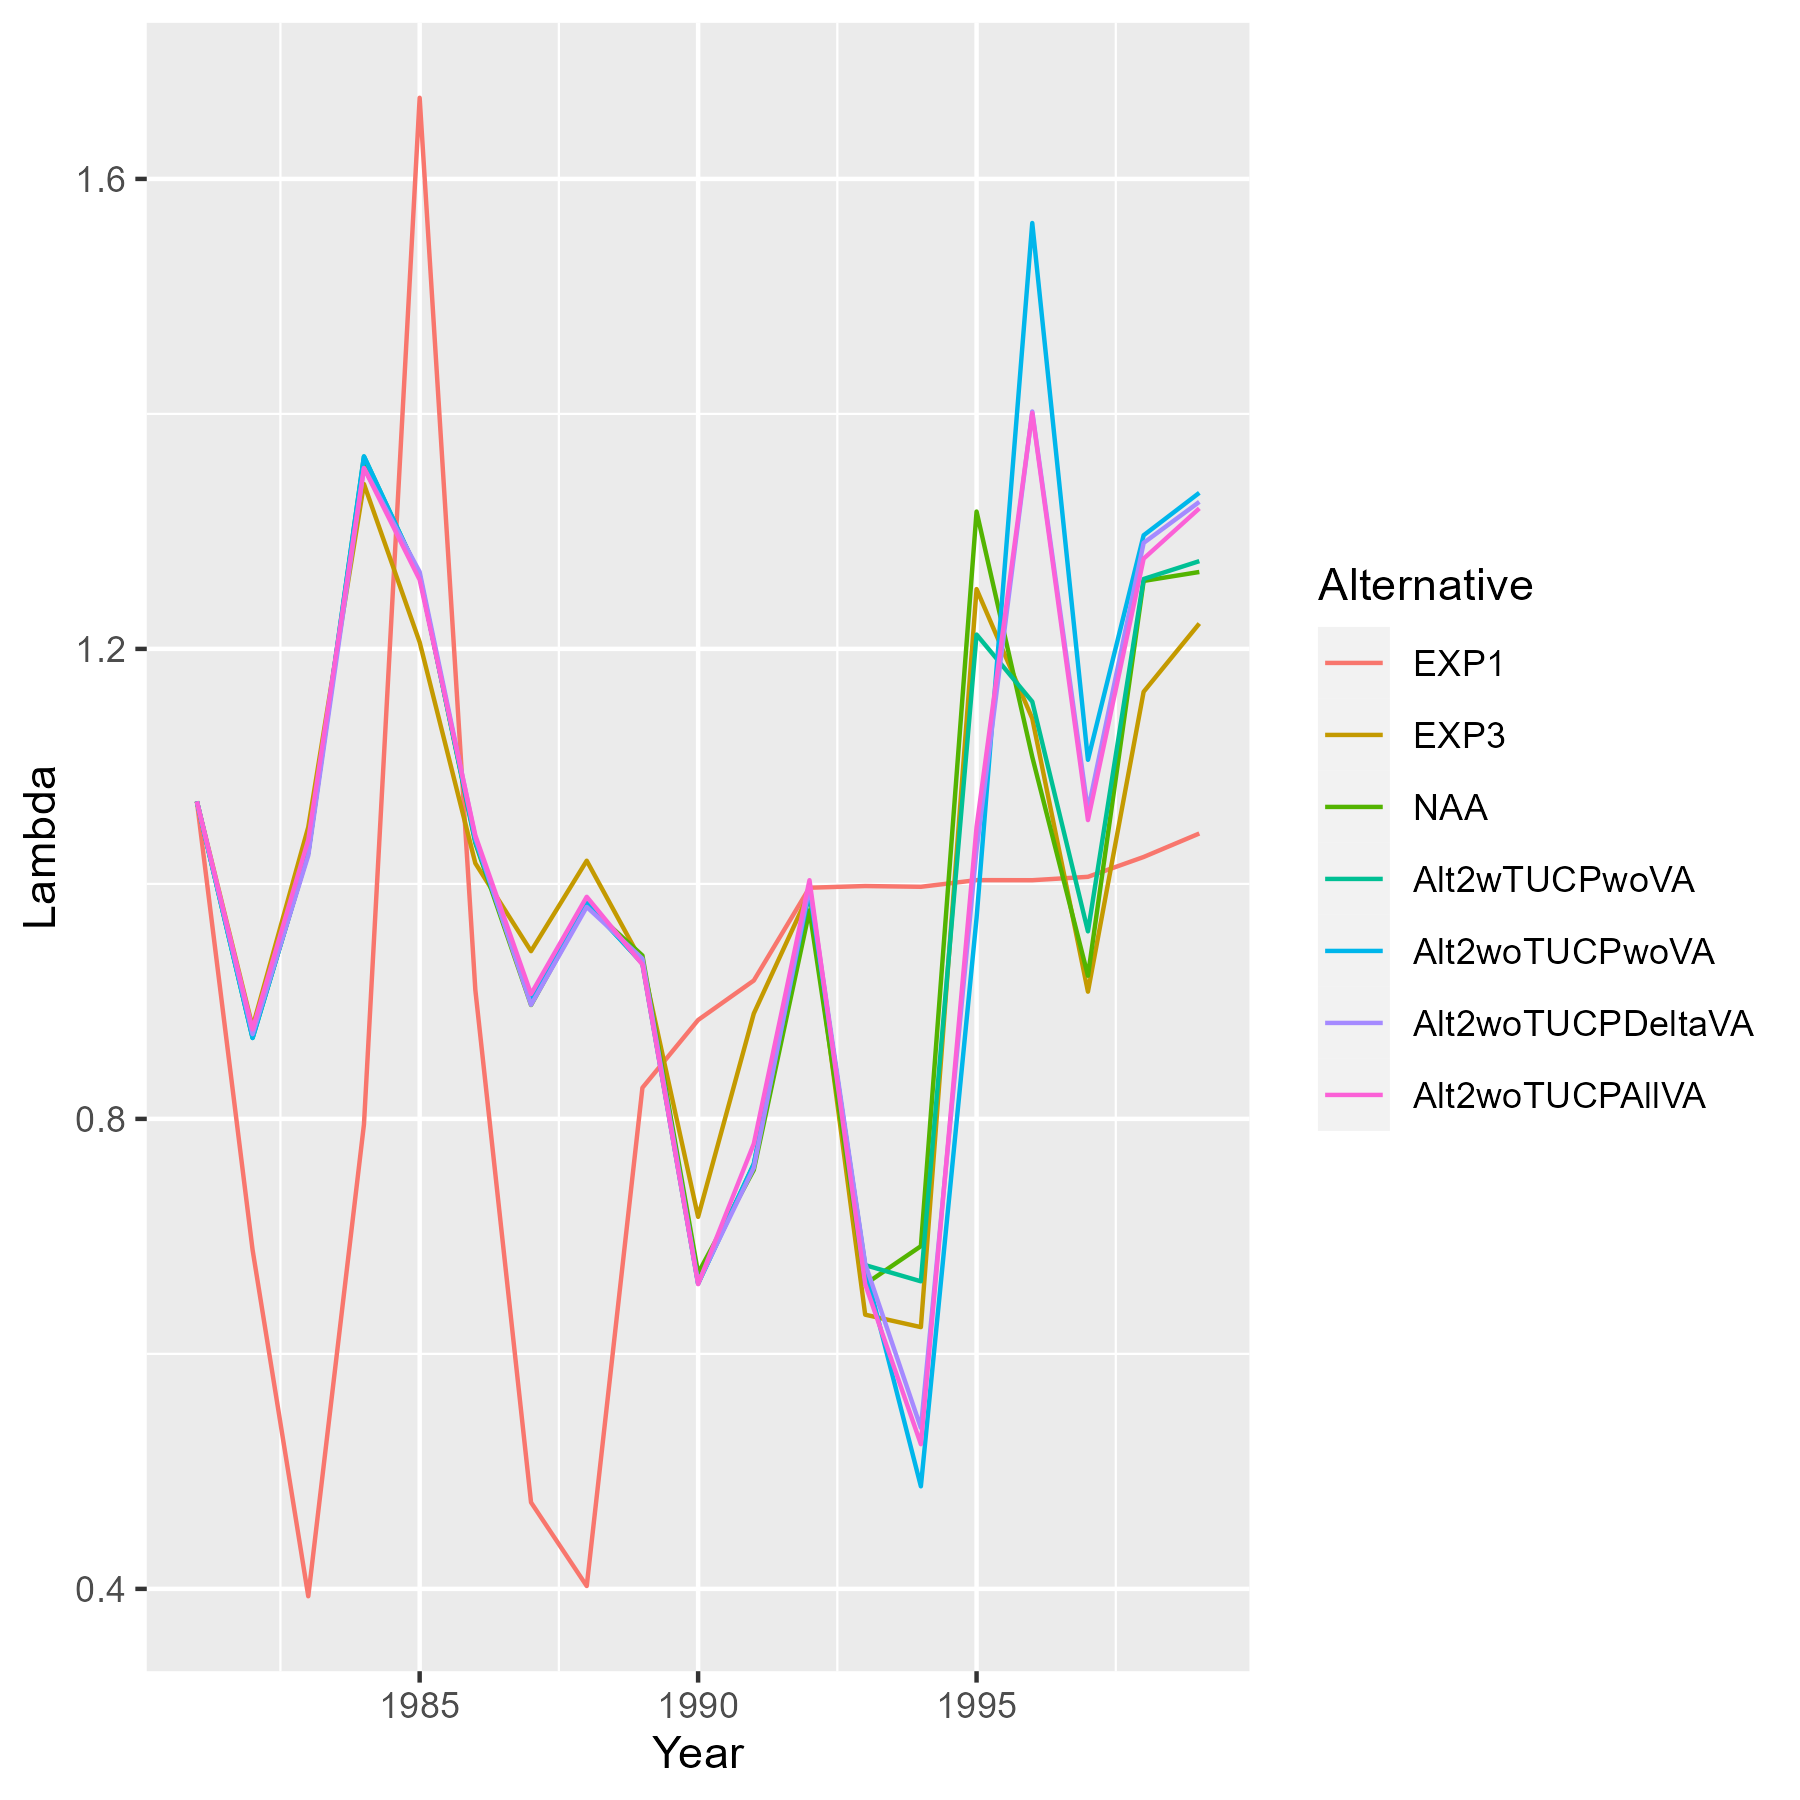 1.6
1.2
0.8
0.4
Lambda
1985
1990
1995
Year
Alternative
EXP1
EXP3
NAA
Alt2wTUCPwoVA
Alt2woTUCPwoVA
Alt2woTUCPDeltaVA
Alt2woTUCPAllVA